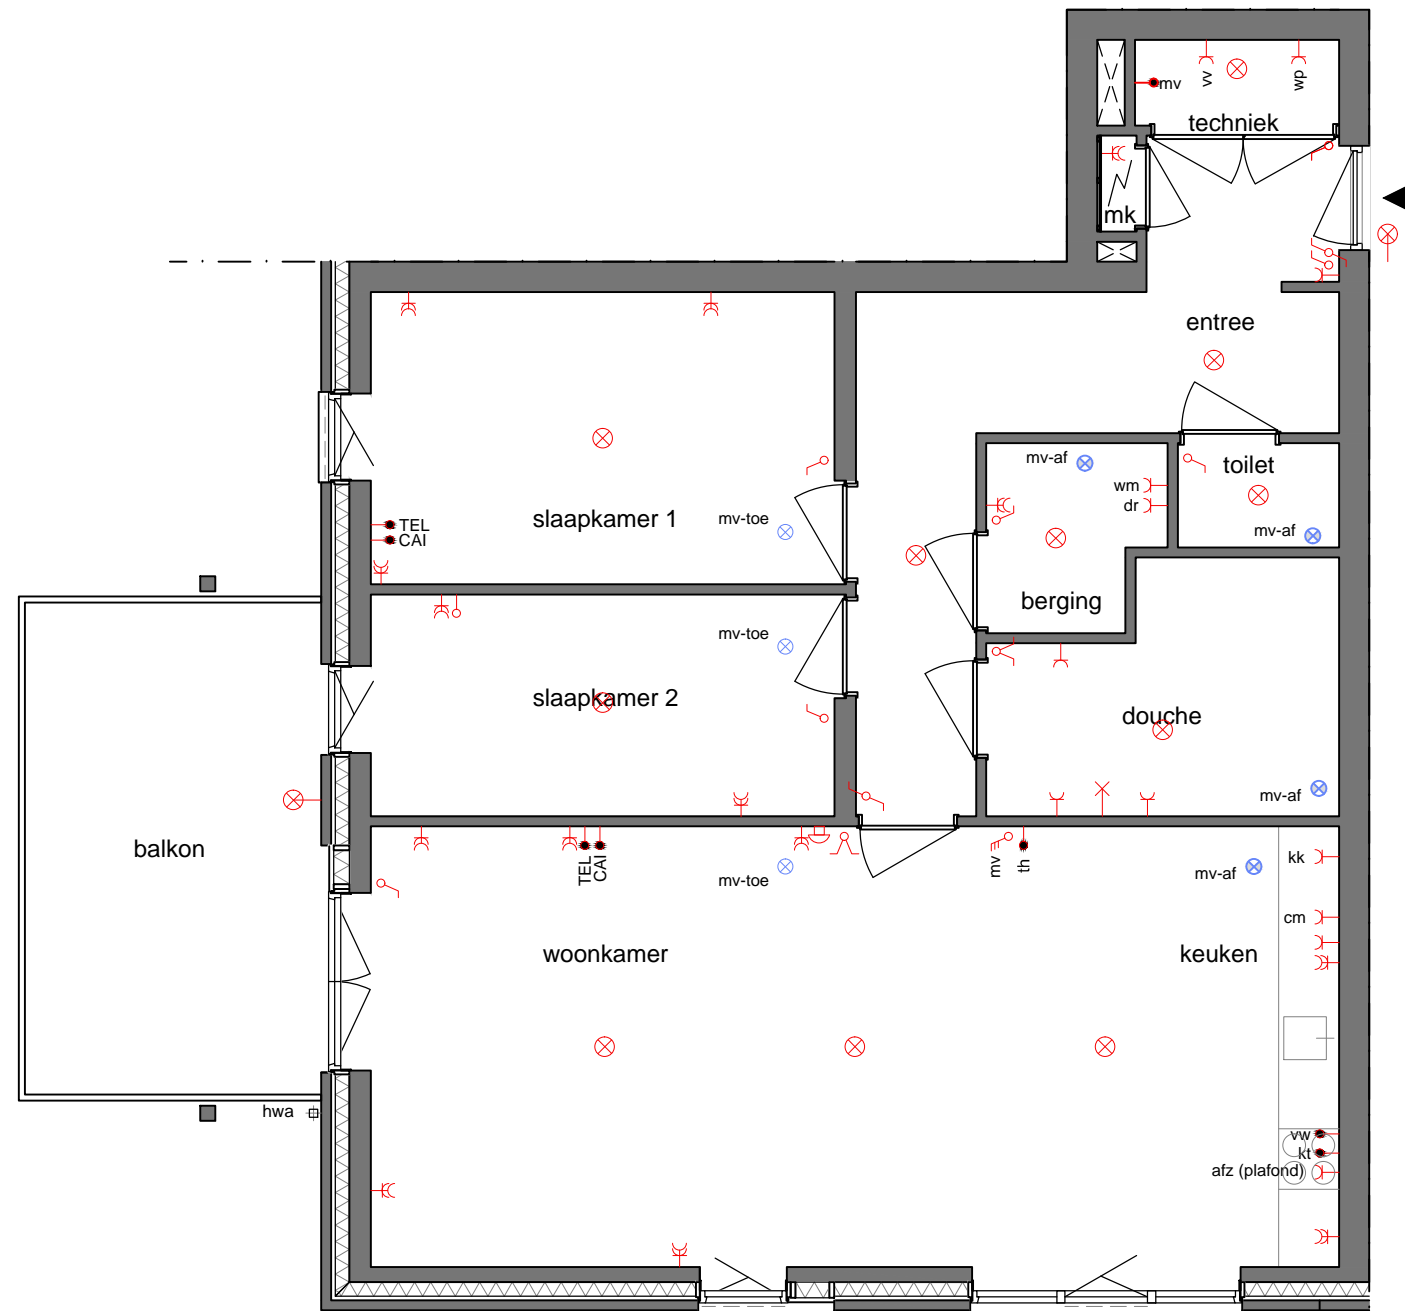 vv
wp
mv
techniek
mk
entree
toilet
mv-af
wm
dr
mv-toe
slaapkamer 1
TEL
CAI
mv-af
berging
mv-toe
slaapkamer 2
douche
mv-af
balkon
TEL
CAI
mv-toe
mv
th
mv-af
kk
cm
woonkamer
keuken
hwa
vw
kt
afz (plafond)